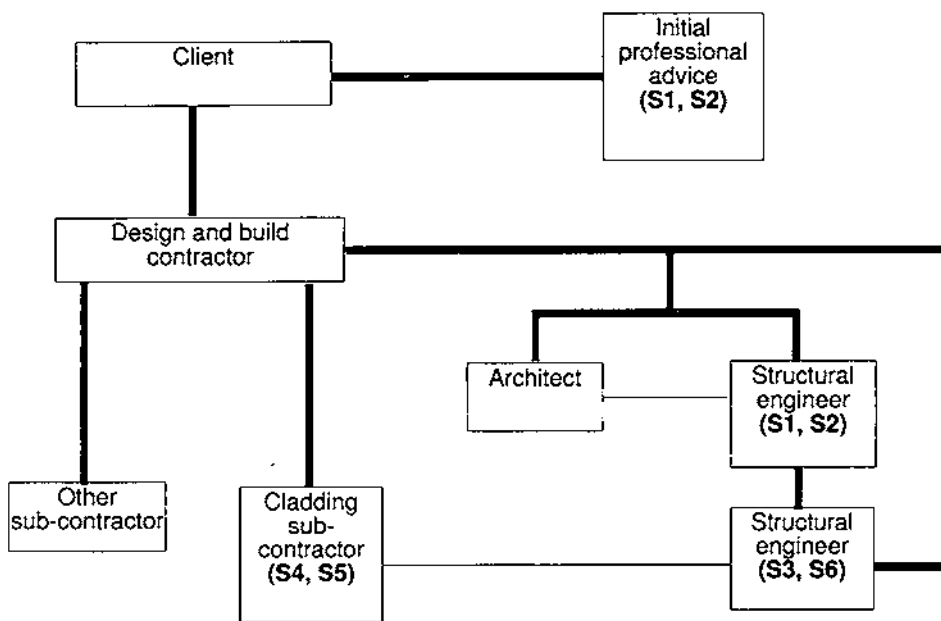 Client
Initial
professional
advice
(S1, S2)
Design and build
contractor
Architect
Structural
engineer
(S1, S2)
Other
sub-contractor
Cladding
sub-
contractor
(S4, S5)
Structural
engineer
(S3, S6)